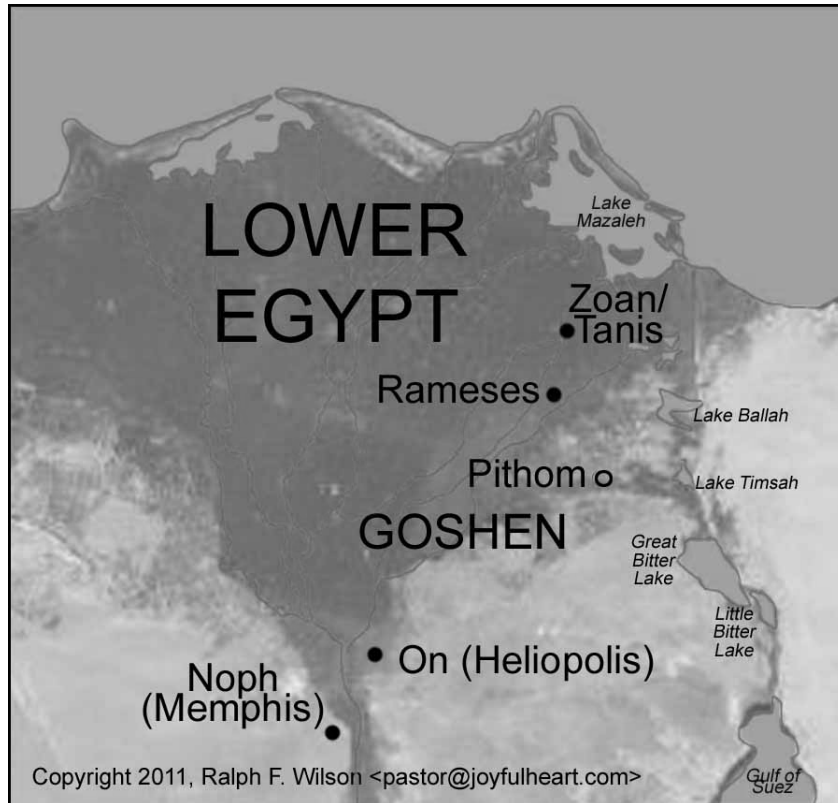 LOWER
EGYPT
Lake
Mazaleh
Zoan/
Tanis
Rameses
Lake Ballah
Pithom
Lake Timsah
GOSHEN
Great
Bitter
Lake
Little
Bitter
Lake
On (Heliopolis)
Noph
(Memphis)
Gulf of
Suez
Copyright 2011, Ralph F. Wilson <pastor@joyfulheart.com>